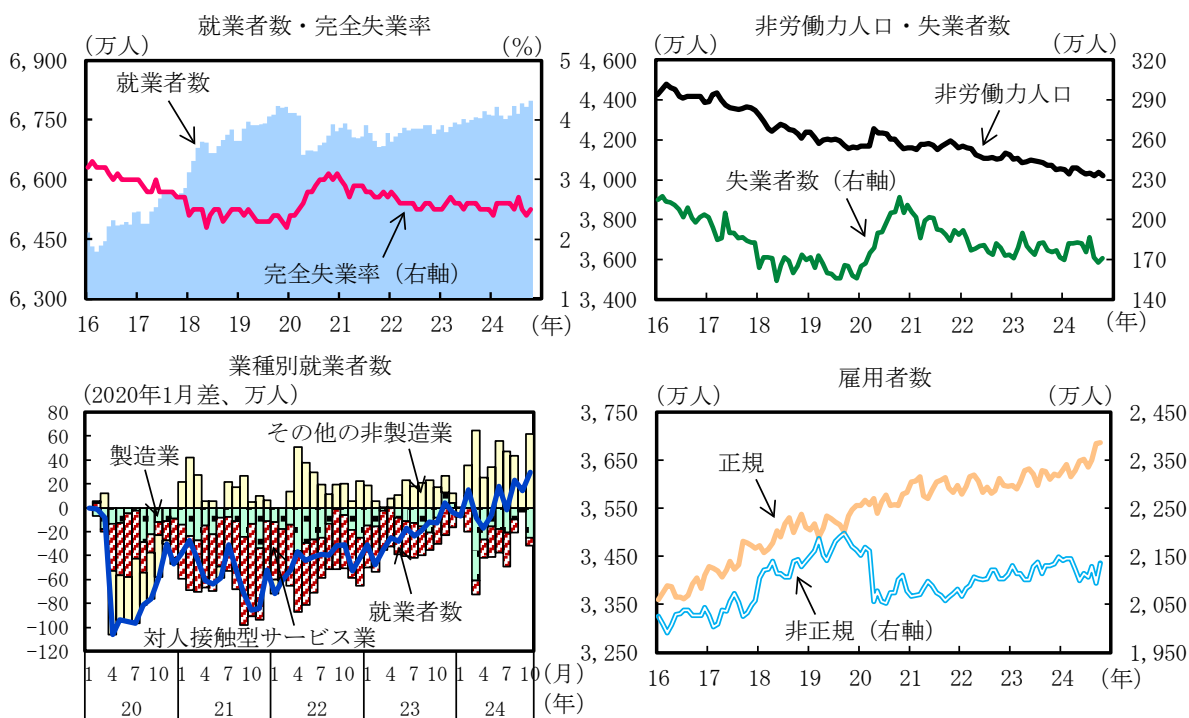 就業者数・完全失業率
(万人)
(%)
6,900
6,750
6,600
6,450
6,300
5
4
3
2
1
就業者数
完全失業率（右軸）
16 17 18 19 20 21 22 23 24 (年)
非労働力人口・失業者数
(万人)
(万人)
4,600
4,400
4,200
4,000
3,800
3,600
3,400
320
290
260
230
200
170
140
非労働力人口
失業者数（右軸）
16 17 18 19 20 21 22 23 24 (年)
業種別就業者数
(2020年1月差、万人)
80
60
40
20
0
-20
-40
-60
-80
-100
-120
その他の非製造業
製造業
就業者数
対人接触型サービス業
1 4 7 10 1 4 7 10 1 4 7 10 1 4 7 10 1 4 7 10 (月)
20 21 22 23 24 (年)
雇用者数
(万人)
(万人)
3,750
3,650
3,550
3,450
3,350
3,250
2,450
2,350
2,250
2,150
2,050
1,950
正規
非正規（右軸）
16 17 18 19 20 21 22 23 24 (年)